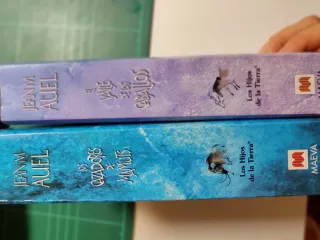 JEAN M.
AUEL
EL
VALLE
DE LOS
CABALLOS
Los Hijos
de la Tierra®
MAEVA
JEAN M.
AUEL
LOS
CAZADORES
DE
MAMUTS
Los Hijos
de la Tierra®
MAEVA